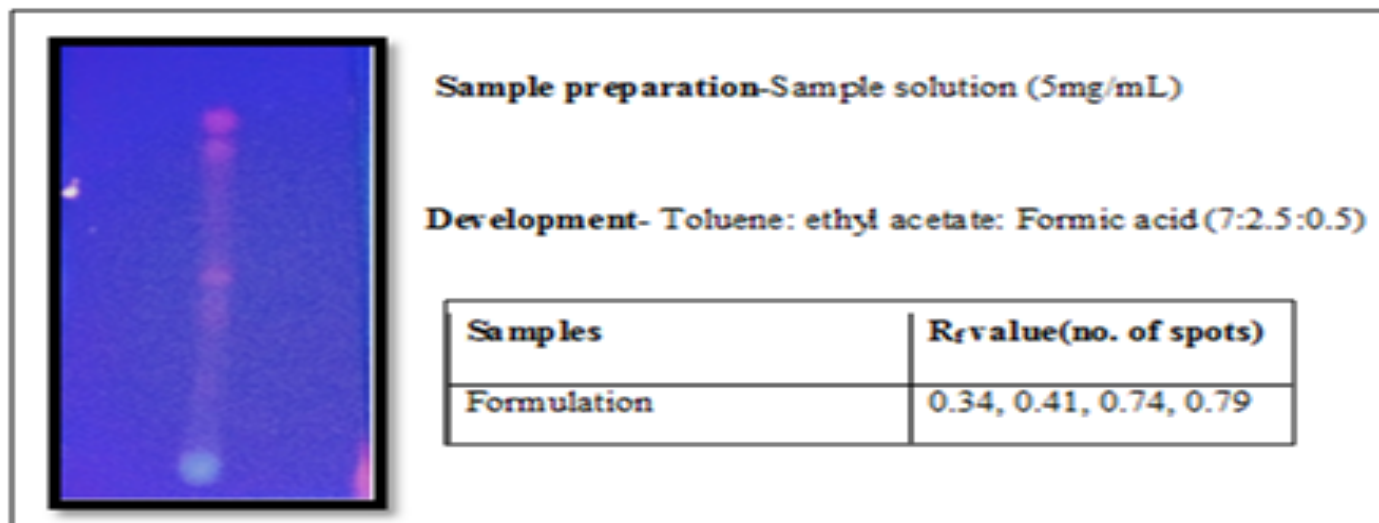 Sample preparation-Sample solution (5mg/mL)
Development- Toluene: ethyl acetate: Formic acid (7:2.5:0.5)
Samples Rf value(no. of spots)
Formulation 0.34, 0.41, 0.74, 0.79